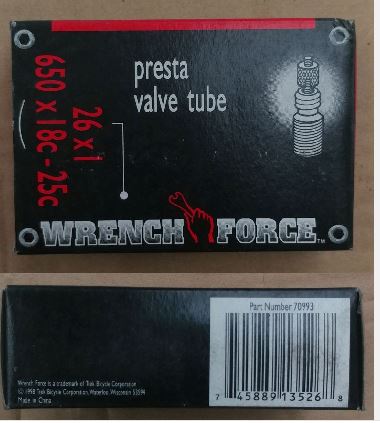 650 x 18c - 25c
26 x 1
presta
valve tube
WRENCH FORCE™
Wrench Force is a trademark of Trek Bicycle Corporation
© 1998 Trek Bicycle Corporation, Waterloo, Wisconsin 53594
Made in China
Part Number 70993
7 45889 13526 8